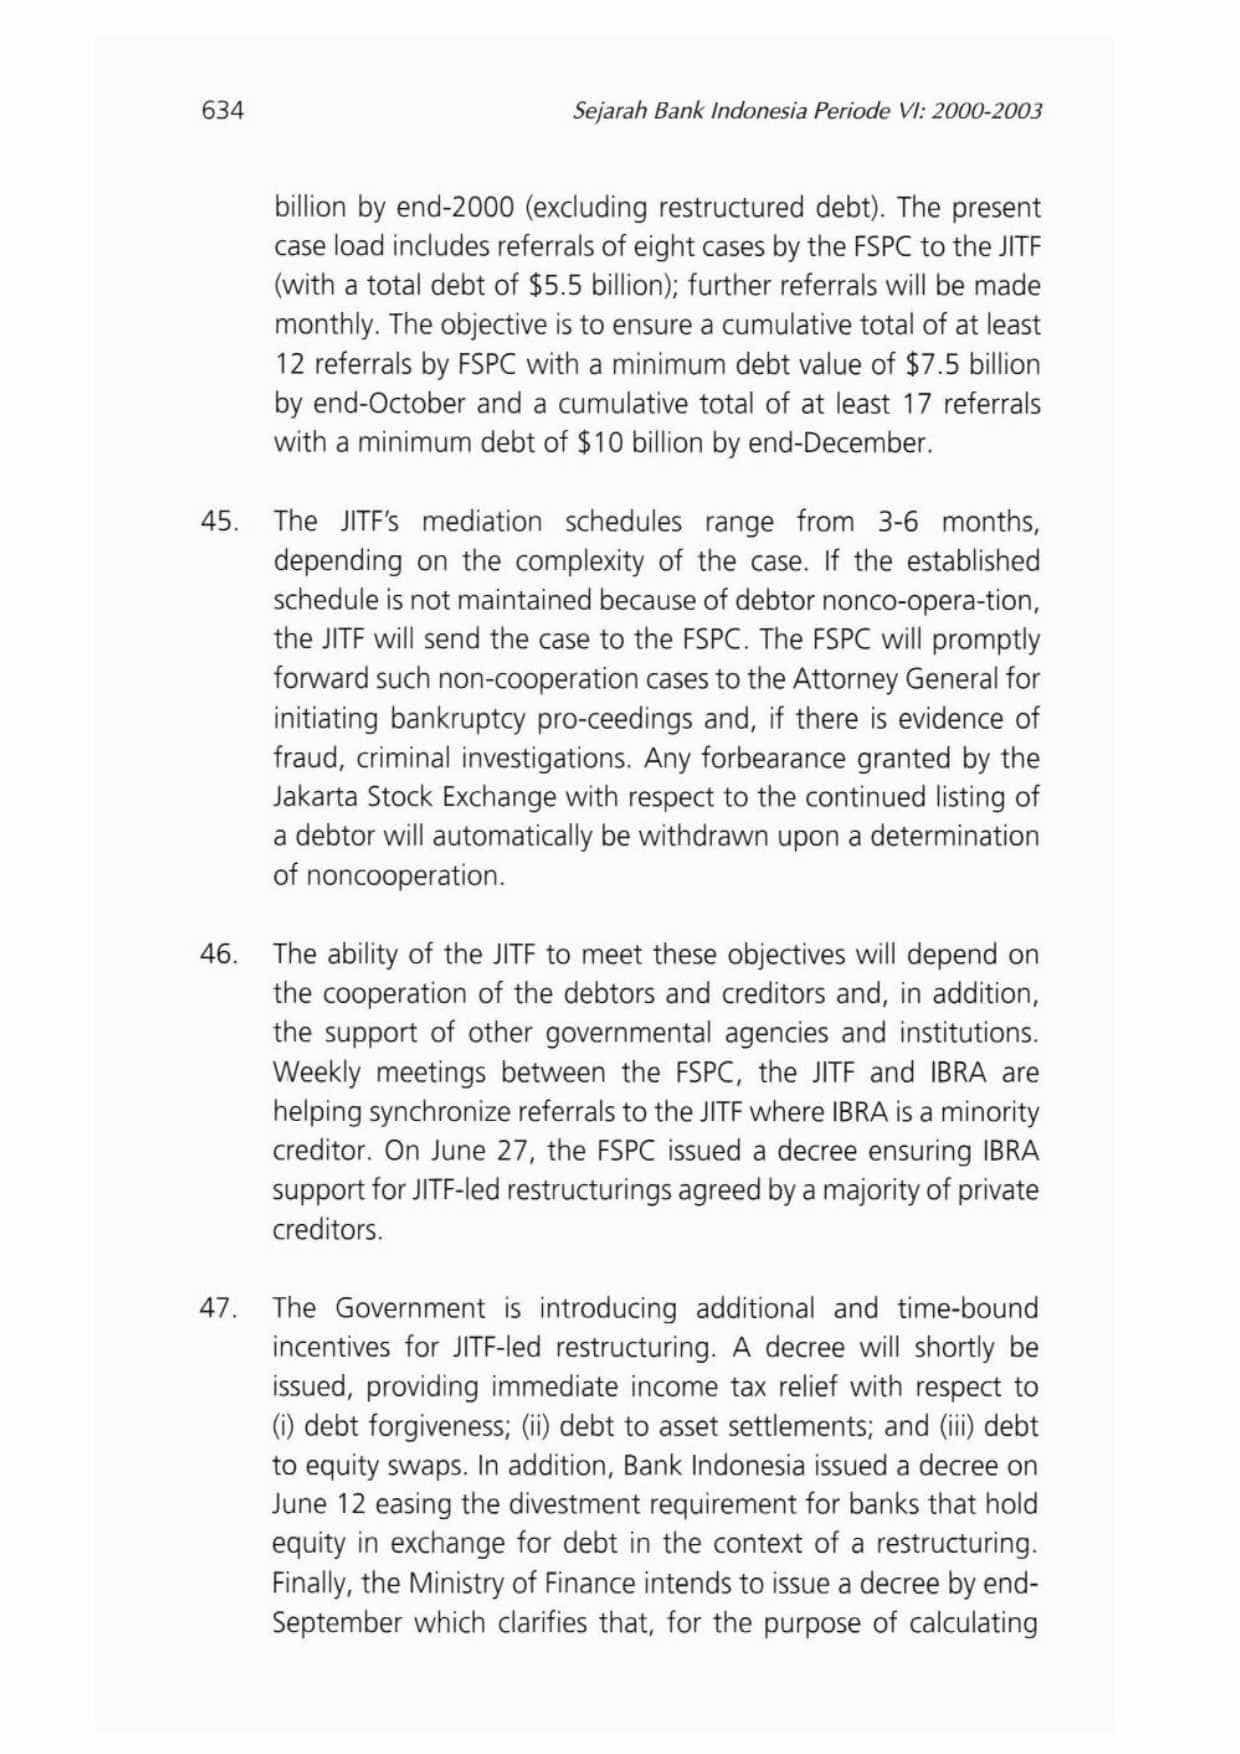 634
Sejarah Bank Indonesia Periode VI: 2000-2003
billion by end-2000 (excluding restructured debt). The present
case load includes referrals of eight cases by the FSPC to the JITF
(with a total debt of $5.5 billion); further referrals will be made
monthly. The objective is to ensure a cumulative total of at least
12 referrals by FSPC with a minimum debt value of $7.5 billion
by end-October and a cumulative total of at least 17 referrals
with a minimum debt of $10 billion by end-December.
45. The JITF's mediation schedules range from 3-6 months,
depending on the complexity of the case. If the established
schedule is not maintained because of debtor nonco-opera-tion,
the JITF will send the case to the FSPC. The FSPC will promptly
forward such non-cooperation cases to the Attorney General for
initiating bankruptcy pro-ceedings and, if there is evidence of
fraud, criminal investigations. Any forbearance granted by the
Jakarta Stock Exchange with respect to the continued listing of
a debtor will automatically be withdrawn upon a determination
of noncooperation.
46. The ability of the JITF to meet these objectives will depend on
the cooperation of the debtors and creditors and, in addition,
the support of other governmental agencies and institutions.
Weekly meetings between the FSPC, the JITF and IBRA are
helping synchronize referrals to the JITF where IBRA is a minority
creditor. On June 27, the FSPC issued a decree ensuring IBRA
support for JITF-led restructurings agreed by a majority of private
creditors.
47. The Government is introducing additional and time-bound
incentives for JITF-led restructuring. A decree will shortly be
issued, providing immediate income tax relief with respect to
(i) debt forgiveness; (ii) debt to asset settlements; and (iii) debt
to equity swaps. In addition, Bank Indonesia issued a decree on
June 12 easing the divestment requirement for banks that hold
equity in exchange for debt in the context of a restructuring.
Finally, the Ministry of Finance intends to issue a decree by end-
September which clarifies that, for the purpose of calculating